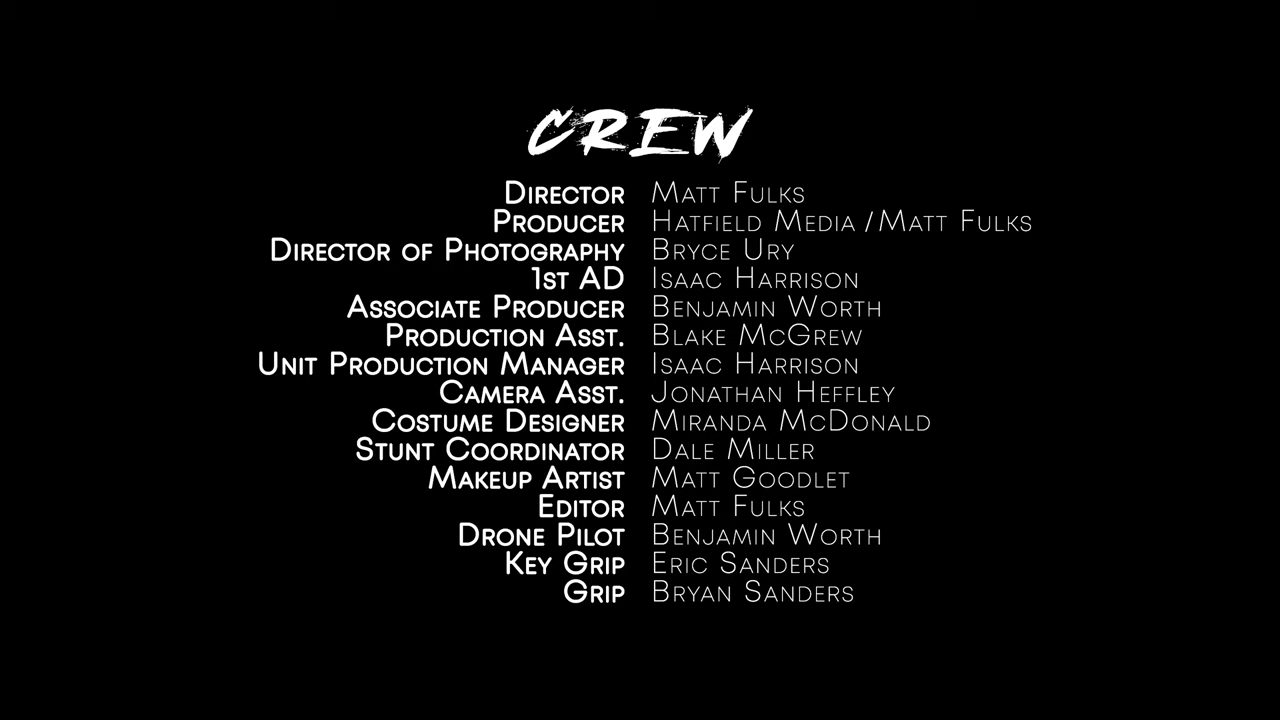 CREW
DIRECTOR MATT FULKS
PRODUCER HATFIELD MEDIA / MATT FULKS
DIRECTOR OF PHOTOGRAPHY BRYCE URY
1ST AD ISAAC HARRISON
ASSOCIATE PRODUCER BENJAMIN WORTH
PRODUCTION ASST. BLAKE MCGREW
UNIT PRODUCTION MANAGER ISAAC HARRISON
CAMERA ASST. JONATHAN HEFFLEY
COSTUME DESIGNER MIRANDA MCDONALD
STUNT COORDINATOR DALE MILLER
MAKEUP ARTIST MATT GOODLET
EDITOR MATT FULKS
DRONE PILOT BENJAMIN WORTH
KEY GRIP ERIC SANDERS
GRIP BRYAN SANDERS